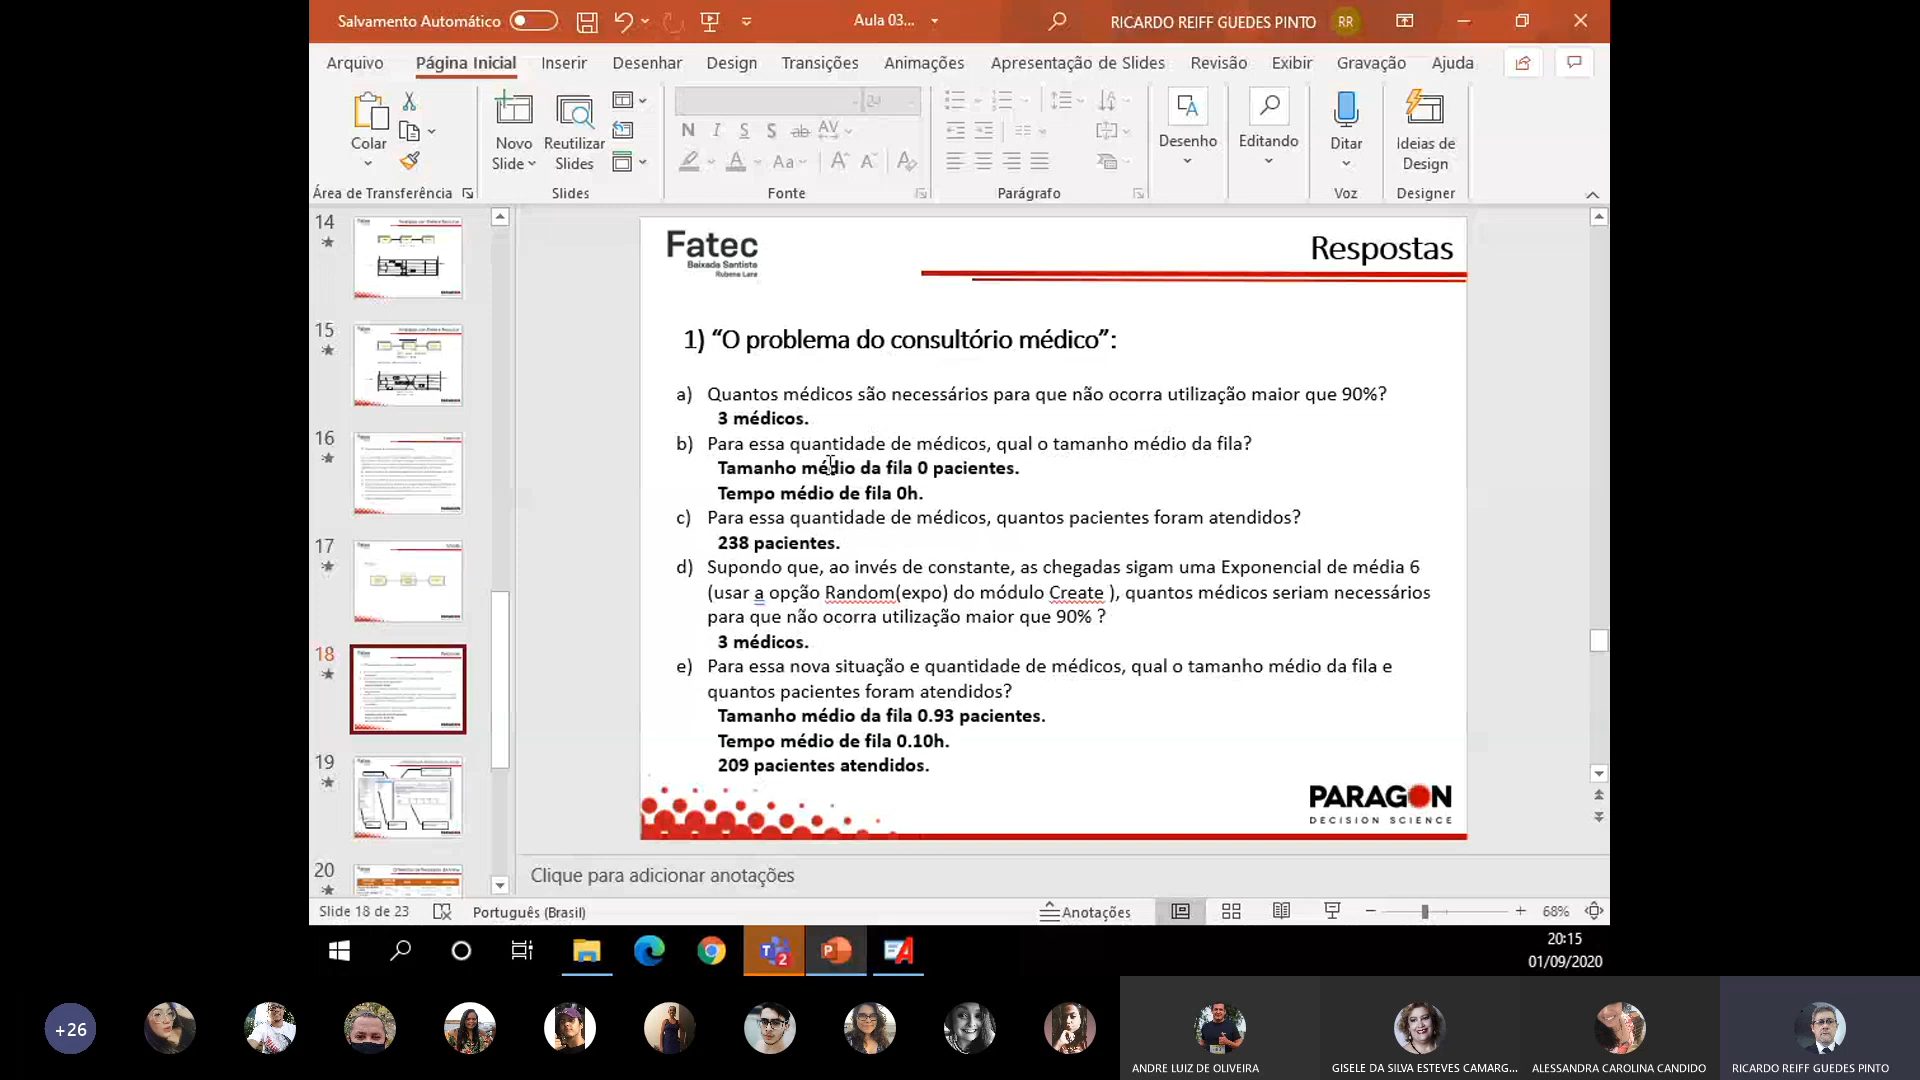 Salvamento Automático
Aula 03...
RICARDO REIFF GUEDES PINTO
RR
Arquivo
Página Inicial
Inserir
Desenhar
Design
Transições
Animações
Apresentação de Slides
Revisão
Exibir
Gravação
Ajuda
Colar
Novo
Slide
Reutilizar
Slides
N I S S ab AV
A Aa A A A
Desenho
Editando
Ditar
Ideias de
Design
Área de Transferência
Slides
Fonte
Parágrafo
Voz
Designer
14
15
16
17
18
19
20
Fatec
Baixada Santista
Rubens Lara
Respostas
1) “O problema do consultório médico”:
a) Quantos médicos são necessários para que não ocorra utilização maior que 90%?
3 médicos.
b) Para essa quantidade de médicos, qual o tamanho médio da fila?
Tamanho médio da fila 0 pacientes.
Tempo médio de fila 0h.
c) Para essa quantidade de médicos, quantos pacientes foram atendidos?
238 pacientes.
d) Supondo que, ao invés de constante, as chegadas sigam uma Exponencial de média 6
(usar a opção Random(expo) do módulo Create ), quantos médicos seriam necessários
para que não ocorra utilização maior que 90% ?
3 médicos.
e) Para essa nova situação e quantidade de médicos, qual o tamanho médio da fila e
quantos pacientes foram atendidos?
Tamanho médio da fila 0.93 pacientes.
Tempo médio de fila 0.10h.
209 pacientes atendidos.
PARAGON
DECISION SCIENCE
Clique para adicionar anotações
Slide 18 de 23
Português (Brasil)
Anotações
68%
20:15
01/09/2020
+26
ANDRE LUIZ DE OLIVEIRA
GISELE DA SILVA ESTEVES CAMARG...
ALESSANDRA CAROLINA CANDIDO
RICARDO REIFF GUEDES PINTO